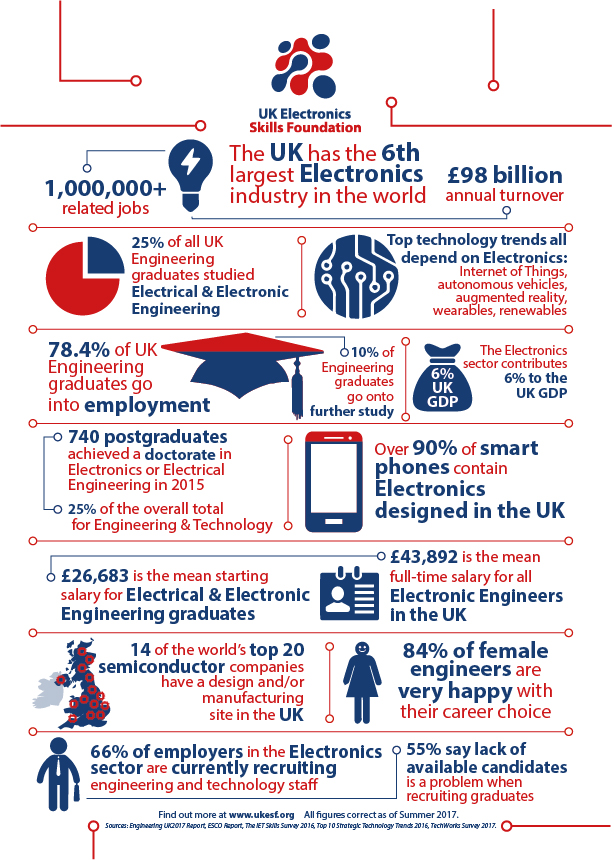 UK Electronics
Skills Foundation
1,000,000+
related jobs
The UK has the 6th
largest Electronics
industry in the world
£98 billion
annual turnover
25% of all UK
Engineering
graduates studied
Electrical & Electronic
Engineering
Top technology trends all
depend on Electronics:
Internet of Things,
autonomous vehicles,
augmented reality,
wearables, renewables
78.4% of UK
Engineering
graduates go
into employment
10% of
Engineering
graduates
go onto
further study
6%
UK
GDP
The Electronics
sector contributes
6% to the
UK GDP
740 postgraduates
achieved a doctorate in
Electronics or Electrical
Engineering in 2015
25% of the overall total
for Engineering & Technology
Over 90% of smart
phones contain
Electronics
designed in the UK
£26,683 is the mean starting
salary for Electrical & Electronic
Engineering graduates
£43,892 is the mean
full-time salary for all
Electronic Engineers
in the UK
14 of the world's top 20
semiconductor companies
have a design and/or
manufacturing
site in the UK
84% of female
engineers are
very happy with
their career choice
66% of employers in the Electronics
sector are currently recruiting
engineering and technology staff
55% say lack of
available candidates
is a problem when
recruiting graduates
Find out more at www.ukesf.org All figures correct as of Summer 2017.
Sources: Engineering UK2017 Report, ESCO Report, The IET Skills Survey 2016, Top 10 Strategic Technology Trends 2016, TechWorks Survey 2017.